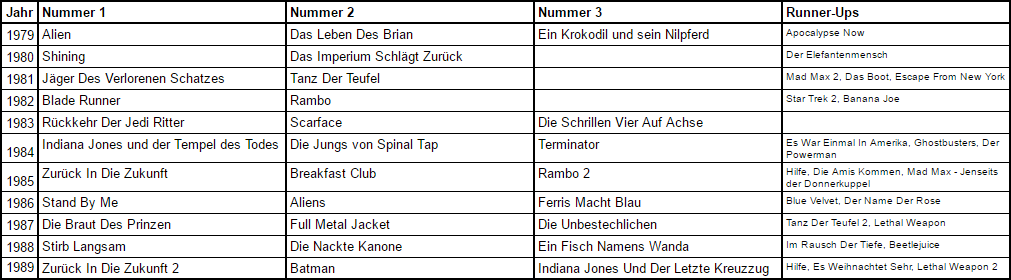 Jahr Nummer 1 Nummer 2 Nummer 3 Runner-Ups
1979 Alien Das Leben Des Brian Ein Krokodil und sein Nilpferd Apocalypse Now
1980 Shining Das Imperium Schlägt Zurück Der Elefantenmensch
1981 Jäger Des Verlorenen Schatzes Tanz Der Teufel Mad Max 2, Das Boot, Escape From New York
1982 Blade Runner Rambo Star Trek 2, Banana Joe
1983 Rückkehr Der Jedi Ritter Scarface Die Schrillen Vier Auf Achse
1984 Indiana Jones und der Tempel des Todes Die Jungs von Spinal Tap Terminator Es War Einmal In Amerika, Ghostbusters, Der
Powerman
1985 Zurück In Die Zukunft Breakfast Club Rambo 2 Hilfe, Die Amis Kommen, Mad Max - Jenseits
der Donnerkuppel
1986 Stand By Me Aliens Ferris Macht Blau Blue Velvet, Der Name Der Rose
1987 Die Braut Des Prinzen Full Metal Jacket Die Unbestechlichen Tanz Der Teufel 2, Lethal Weapon
1988 Stirb Langsam Die Nackte Kanone Ein Fisch Namens Wanda Im Rausch Der Tiefe, Beetlejuice
1989 Zurück In Die Zukunft 2 Batman Indiana Jones Und Der Letzte Kreuzzug Hilfe, Es Weihnachtet Sehr, Lethal Weapon 2